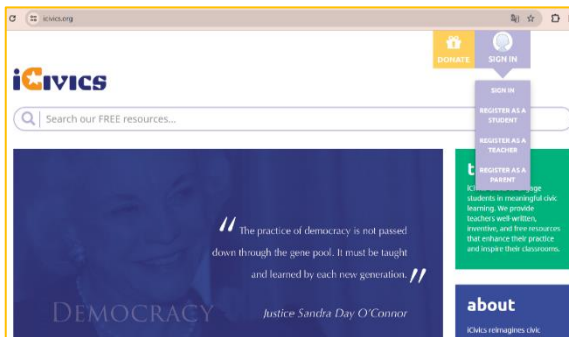 icivics.org
DONATE
SIGN IN
iCIVICS
SIGN IN
REGISTER AS A
STUDENT
REGISTER AS A
TEACHER
REGISTER AS A
PARENT
Search our FREE resources...
“ The practice of democracy is not passed
down through the gene pool. It must be taught
and learned by each new generation. ”
DEMOCRACY
Justice Sandra Day O'Connor
students in meaningful civic
learning. We provide
teachers well-written,
inventive, and free resources
that enhance their practice
and inspire their classrooms.
about
iCivics reimagines civic